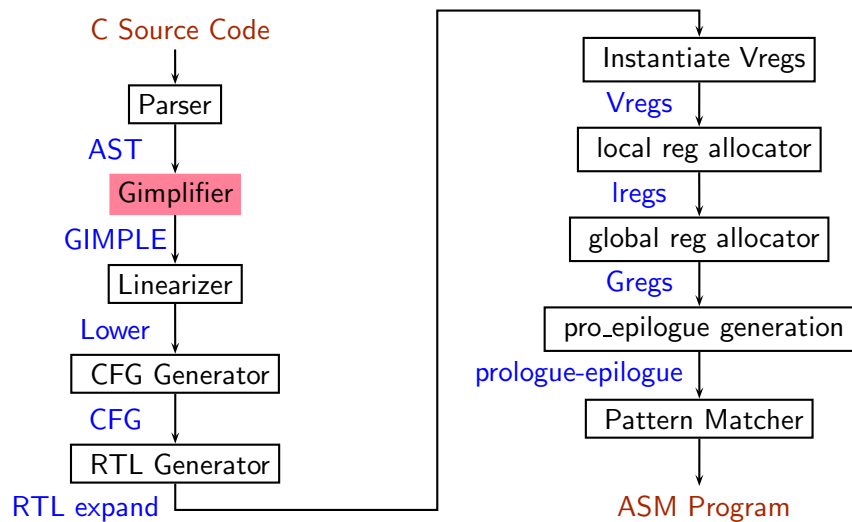 C Source Code
Parser
AST
Gimplifier
GIMPLE
Linearizer
Lower
CFG Generator
CFG
RTL Generator
RTL expand
Instantiate Vregs
Vregs
local reg allocator
lregs
global reg allocator
Gregs
pro_epilogue generation
prologue-epilogue
Pattern Matcher
ASM Program